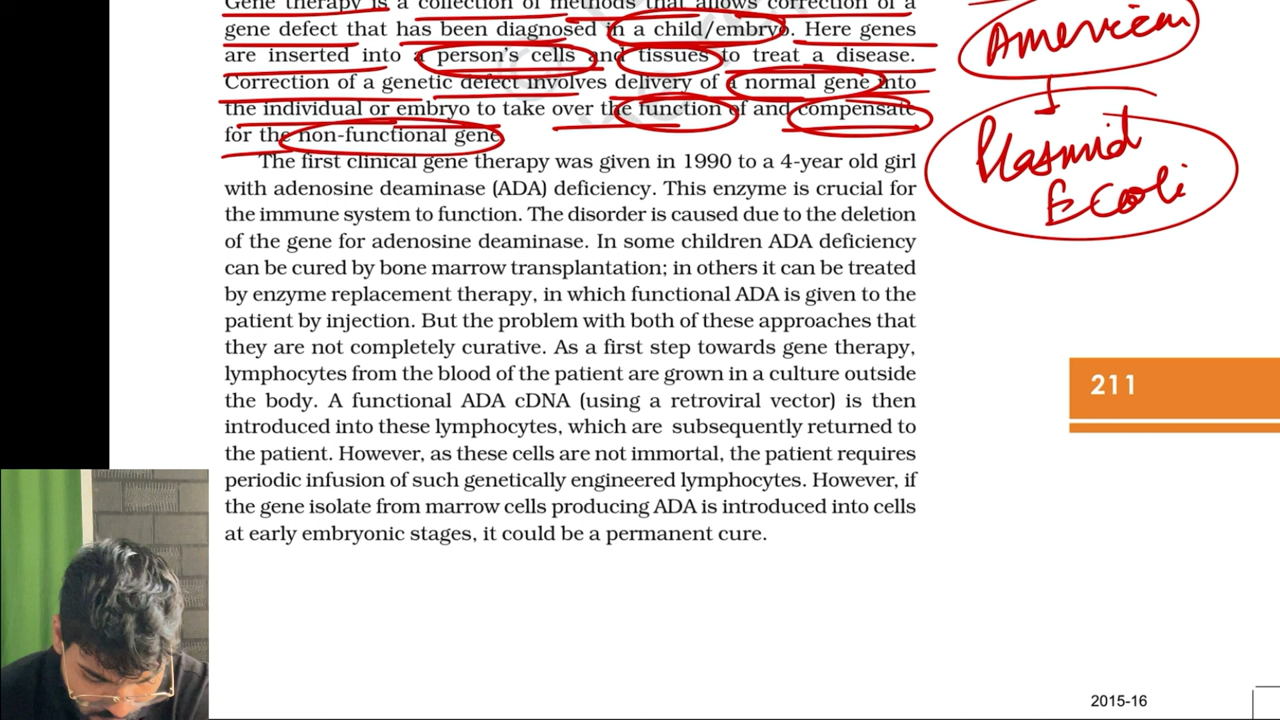 Gene therapy is a collection of methods that allows correction of a
gene defect that has been diagnosed in a child/embryo. Here genes
are inserted into a person's cells and tissues to treat a disease.
Correction of a genetic defect involves delivery of a normal gene into
the individual or embryo to take over the function of and compensate
for the non-functional gene.
The first clinical gene therapy was given in 1990 to a 4-year old girl
with adenosine deaminase (ADA) deficiency. This enzyme is crucial for
the immune system to function. The disorder is caused due to the deletion
of the gene for adenosine deaminase. In some children ADA deficiency
can be cured by bone marrow transplantation; in others it can be treated
by enzyme replacement therapy, in which functional ADA is given to the
patient by injection. But the problem with both of these approaches that
they are not completely curative. As a first step towards gene therapy,
lymphocytes from the blood of the patient are grown in a culture outside
the body. A functional ADA cDNA (using a retroviral vector) is then
introduced into these lymphocytes, which are subsequently returned to
the patient. However, as these cells are not immortal, the patient requires
periodic infusion of such genetically engineered lymphocytes. However, if
the gene isolate from marrow cells producing ADA is introduced into cells
at early embryonic stages, it could be a permanent cure.
American
Plasmid
E Coli
211
2015-16